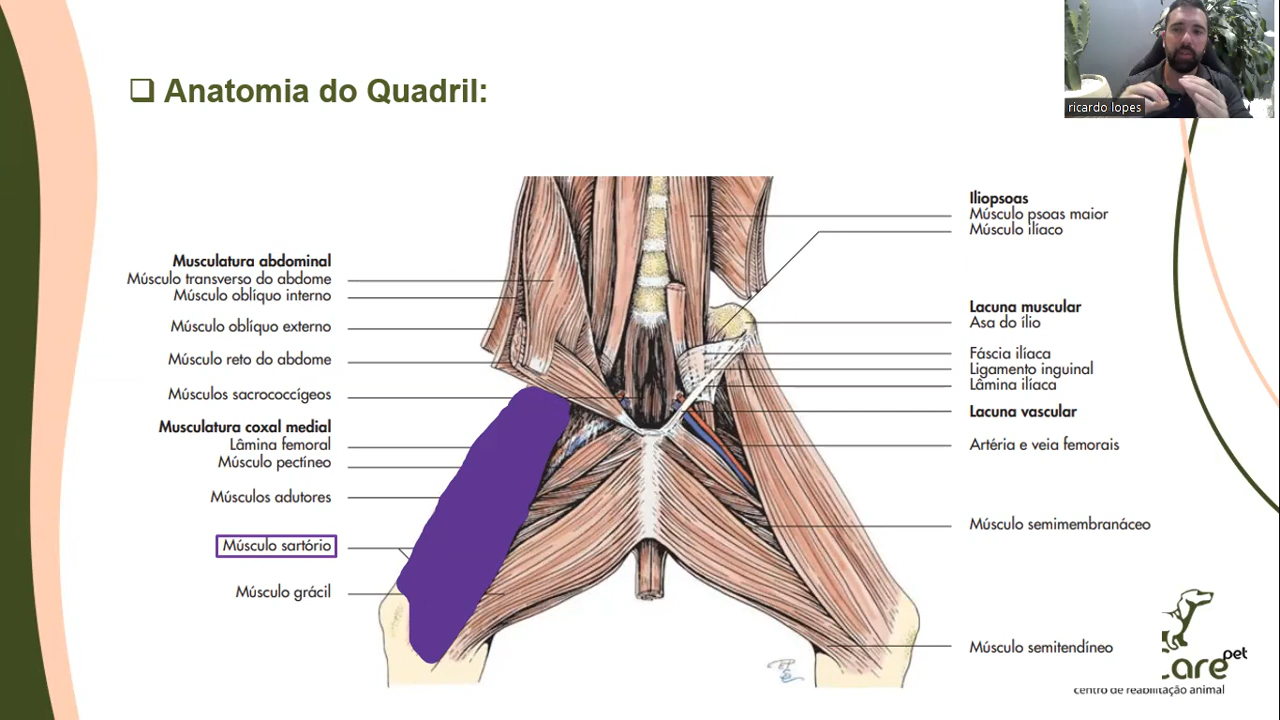 ❑ Anatomia do Quadril:
ricardo lopes
Musculatura abdominal
Músculo transverso do abdome
Músculo oblíquo interno
Músculo oblíquo externo
Músculo reto do abdome
Músculos sacrococcígeos
Musculatura coxal medial
Lâmina femoral
Músculo pectíneo
Músculos adutores
Músculo sartório
Músculo grácil
Iliopsoas
Músculo psoas maior
Músculo ilíaco
Lacuna muscular
Asa do ílio
Fáscia ilíaca
Ligamento inguinal
Lâmina ilíaca
Lacuna vascular
Artéria e veia femorais
Músculo semimembranáceo
Músculo semitendíneo
pet
centro de reabilitação animal